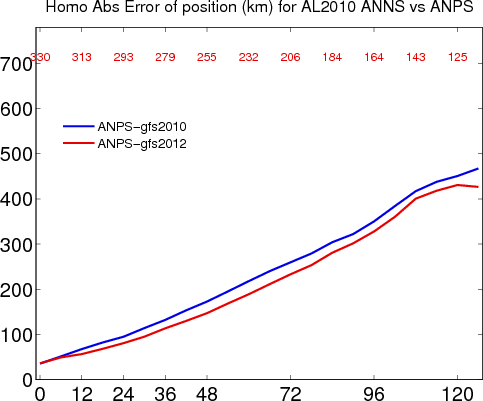 Homo Abs Error of position (km) for AL2010 ANNS vs ANPS
700
330 313 293 279 255 232 206 184 164 143 125
600
ANPS-gfs2010
ANPS-gfs2012
500
400
300
200
100
0
0 12 24 36 48 72 96 120